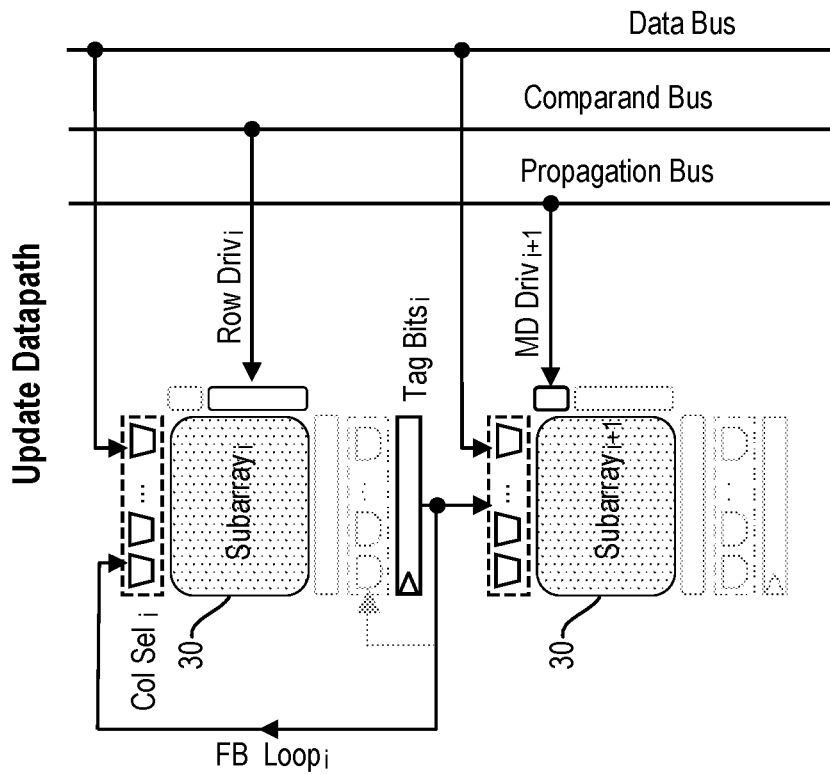 Data Bus
Comparand Bus
Propagation Bus
Update Datapath
Row Driv i
Tag Bits i
MD Driv i+1
...
...
Subarray i
Subarray i+1
Col Sel i
30
30
FB Loop i